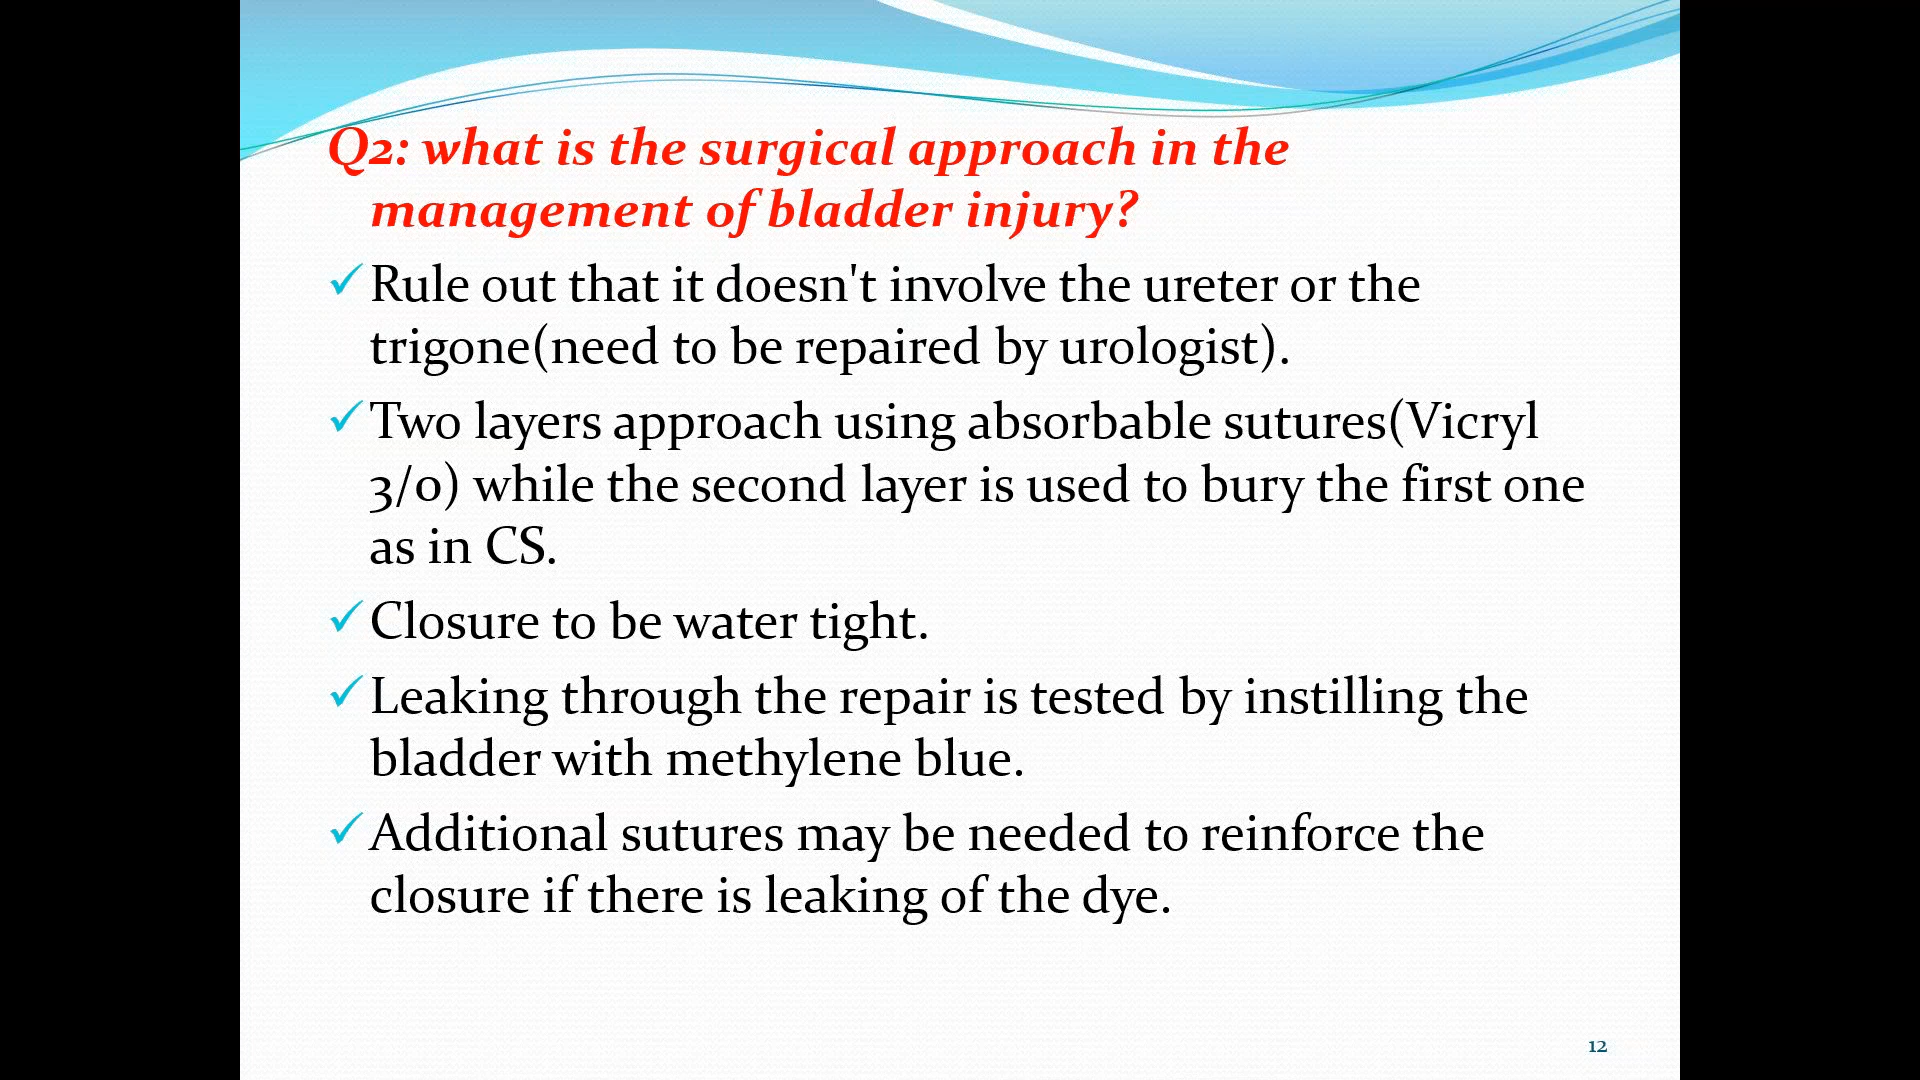 Q2: what is the surgical approach in the
management of bladder injury?
✓Rule out that it doesn't involve the ureter or the
trigone(need to be repaired by urologist).
✓Two layers approach using absorbable sutures(Vicryl
3/0) while the second layer is used to bury the first one
as in CS.
✓Closure to be water tight.
✓Leaking through the repair is tested by instilling the
bladder with methylene blue.
✓Additional sutures may be needed to reinforce the
closure if there is leaking of the dye.
12